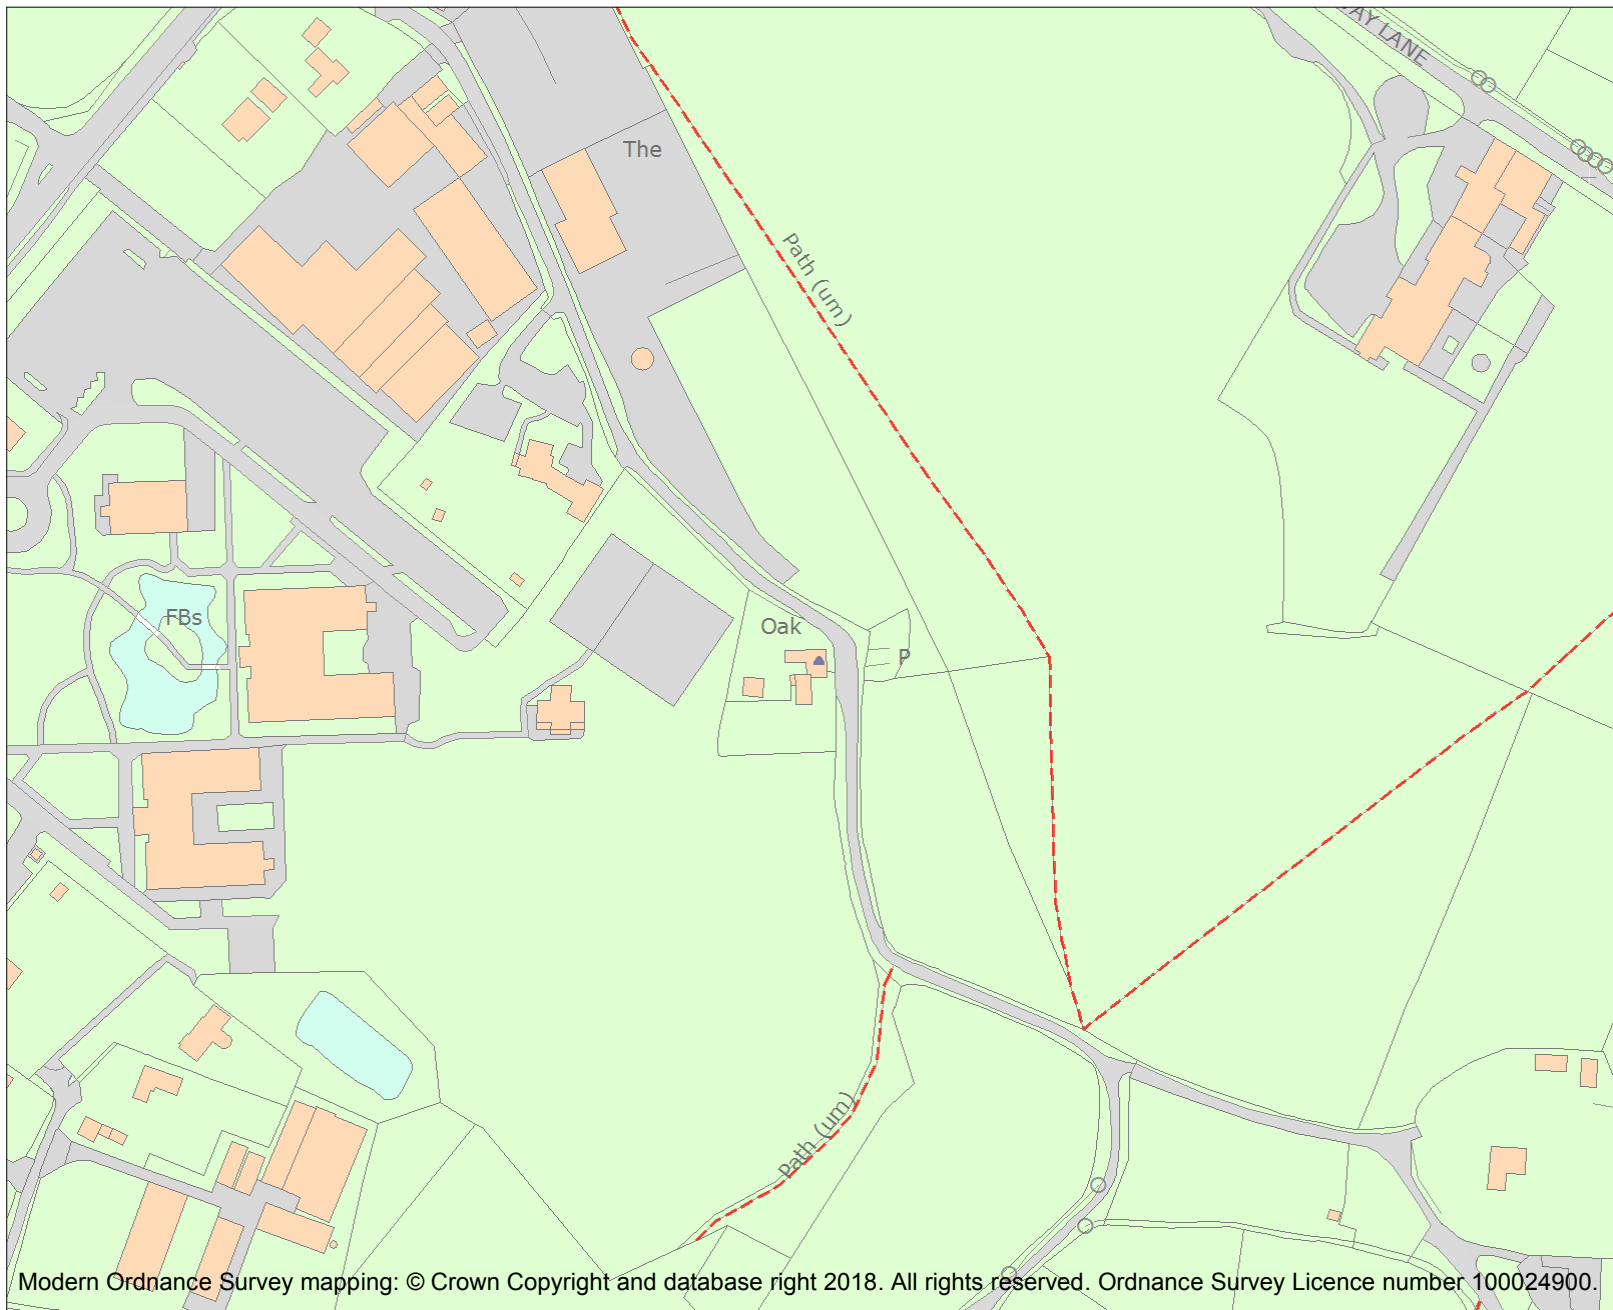 AY LANE
The
Path (um)
FBs
Oak
P
Path (um)
Modern Ordnance Survey mapping: © Crown Copyright and database right 2018. All rights reserved. Ordnance Survey Licence number 100024900.